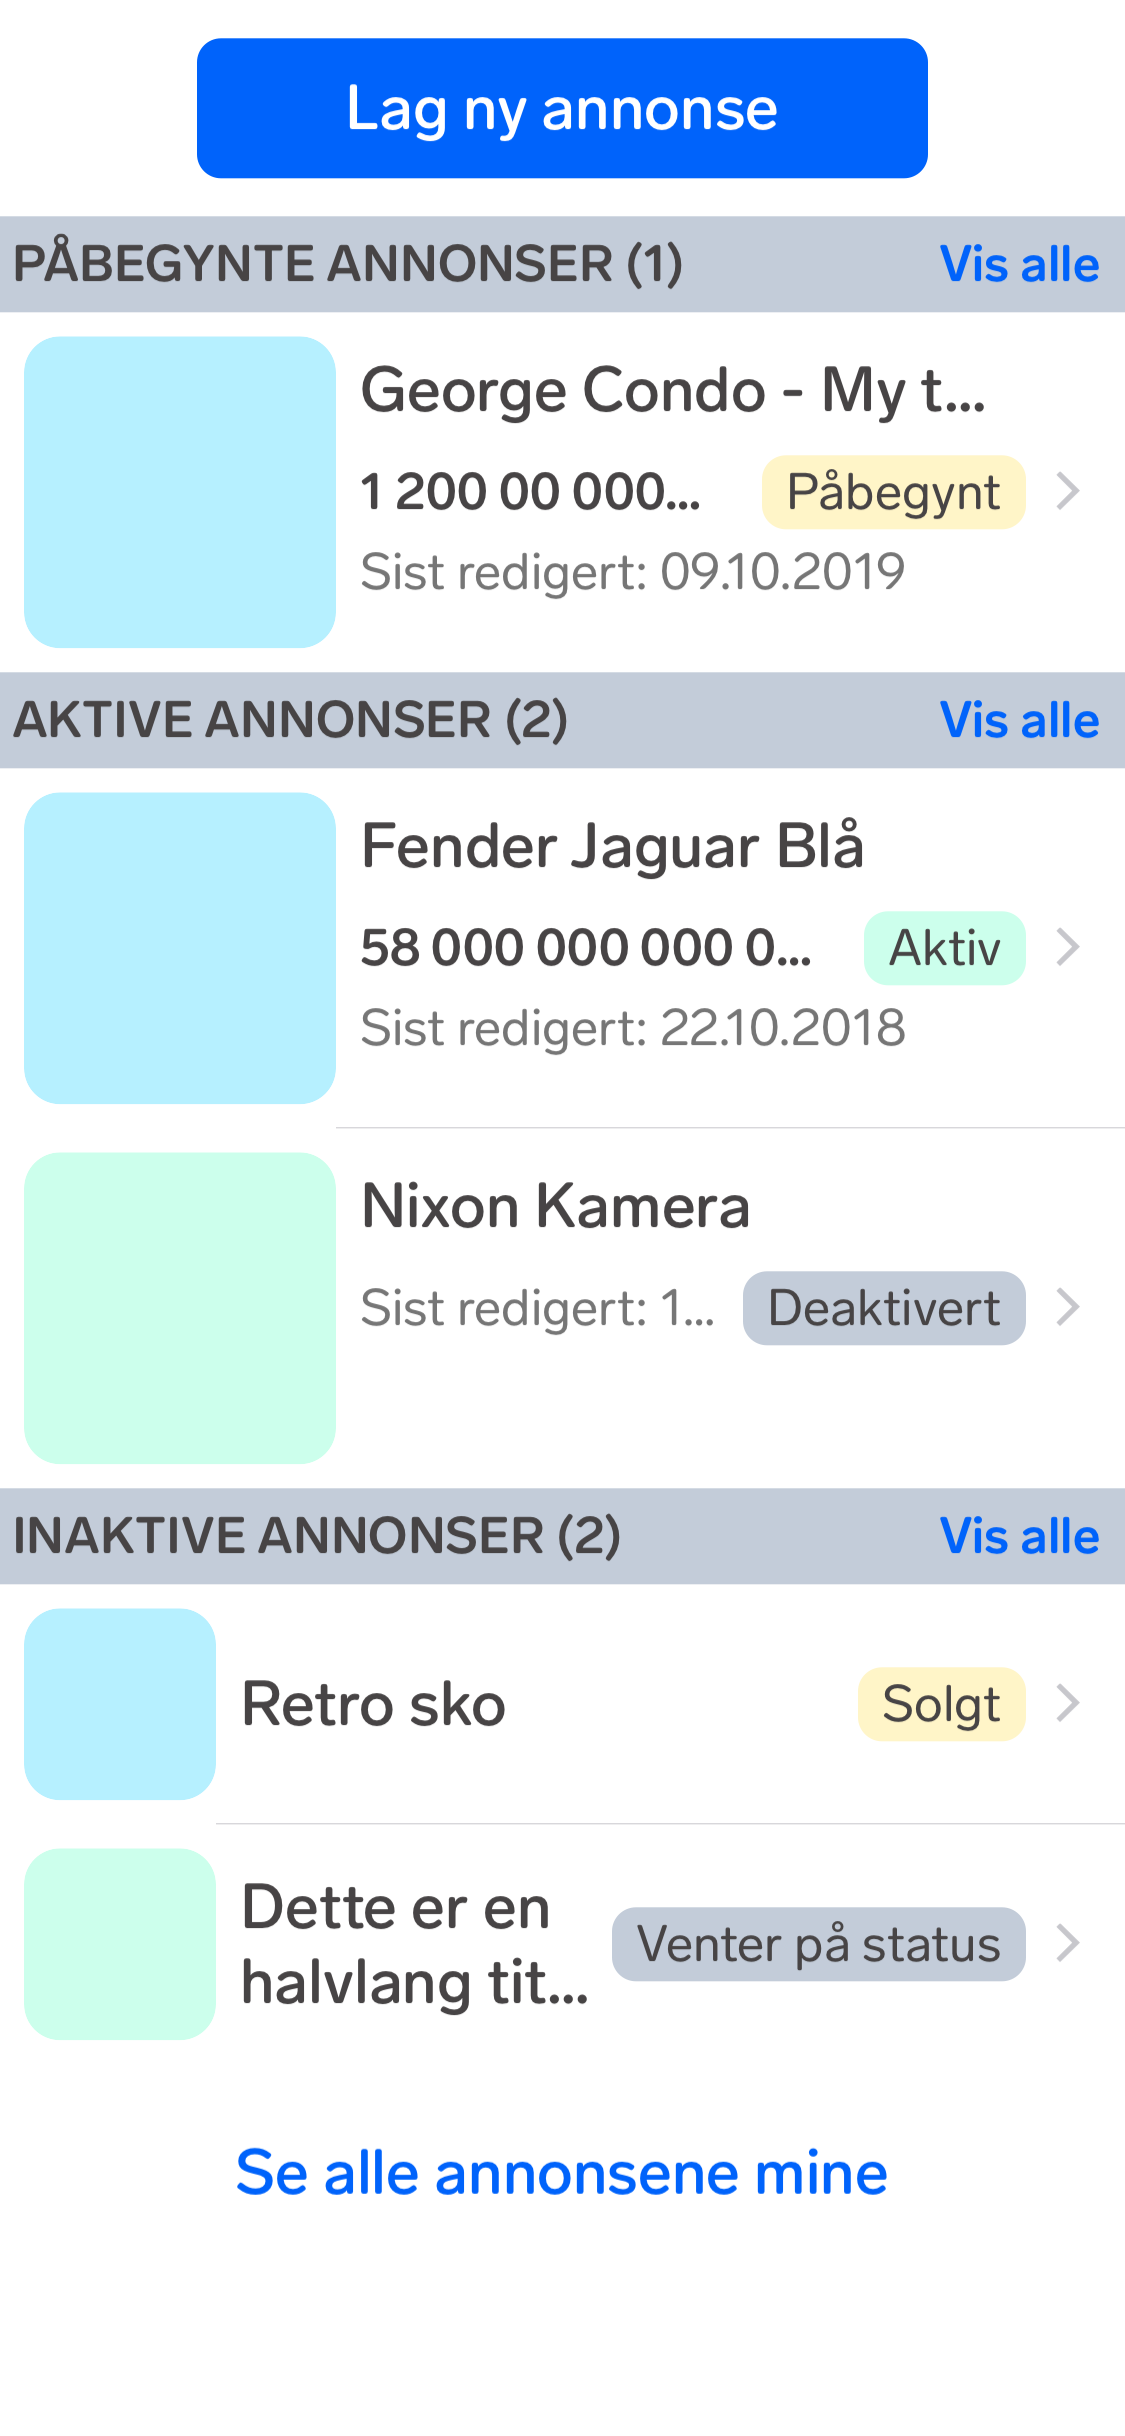 Lag ny annonse
PÅBEGYNTE ANNONSER (1) Vis alle
George Condo - My t...
1 200 00 000... Påbegynt
Sist redigert: 09.10.2019
AKTIVE ANNONSER (2) Vis alle
Fender Jaguar Blå
58 000 000 000 0... Aktiv
Sist redigert: 22.10.2018
Nixon Kamera
Sist redigert: 1... Deaktivert
INAKTIVE ANNONSER (2) Vis alle
Retro sko Solgt
Dette er en
halvlang tit... Venter på status
Se alle annonsene mine